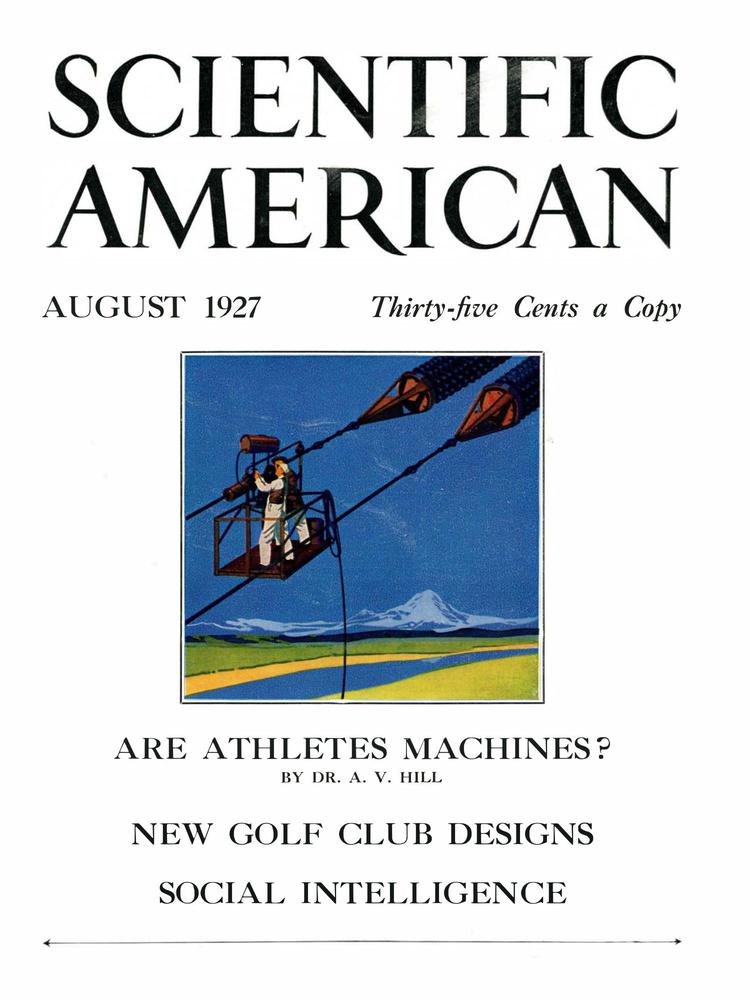 SCIENTIFIC
AMERICAN
AUGUST 1927 Thirty-five Cents a Copy
ARE ATHLETES MACHINES?
BY DR. A. V. HILL
NEW GOLF CLUB DESIGNS
SOCIAL INTELLIGENCE